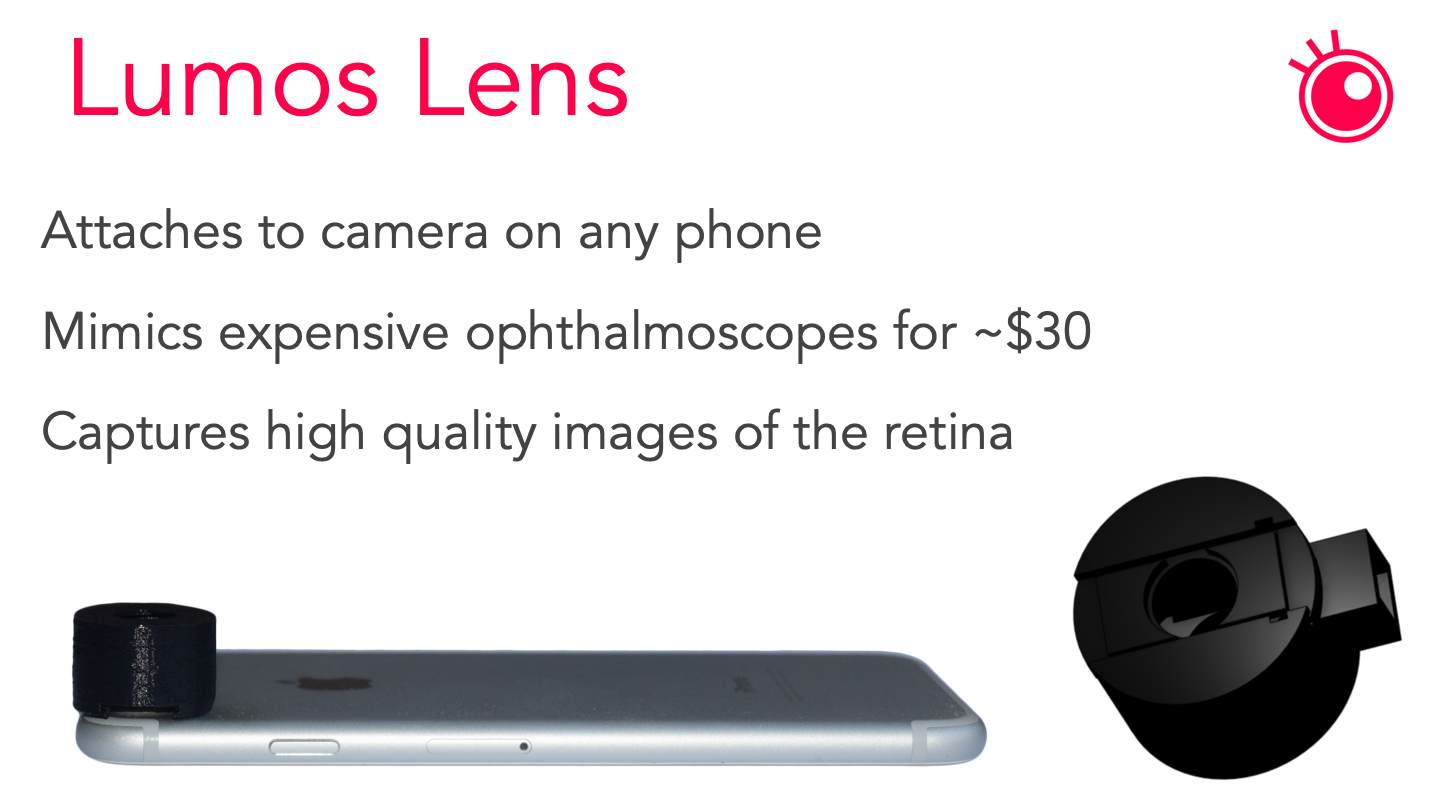 Lumos Lens
Attaches to camera on any phone
Mimics expensive ophthalmoscopes for ~$30
Captures high quality images of the retina